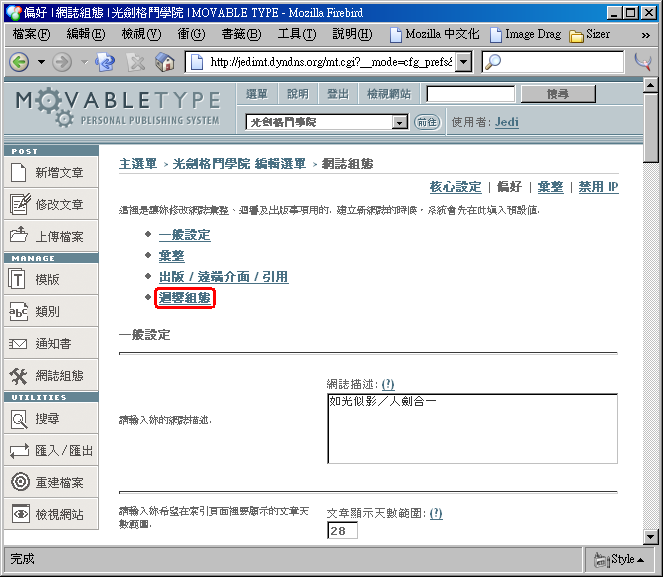 偏好 | 網誌組態 | 光劍格鬥學院 | MOVABLE TYPE - Mozilla Firebird
檔案(F) 編輯(E) 檢視(V) 衝(G) 書籤(B) 工具(T) 說明(H) Mozilla 中文化 Image Drag Sizer »
http://jedimt.dyndns.org/mt.cgi?__mode=cfg_prefs&
MOVABLETYPE
PERSONAL PUBLISHING SYSTEM
選單 說明 登出 檢視網站 搜尋
光劍格鬥學院 前往 使用者: Jedi
POST
新增文章
修改文章
上傳檔案
MANAGE
模版
類別
通知書
網誌組態
UTILITIES
搜尋
匯入/匯出
重建檔案
檢視網站
主選單 > 光劍格鬥學院 編輯選單 > 網誌組態
核心設定 | 偏好 | 彙整 | 禁用 IP
這裡是讓妳修改網誌彙整、迴響及出版事項用的. 建立新網誌的時候，系統會先在此填入預設值.
一般設定
彙整
出版 / 遠端介面 / 引用
迴響組態
一般設定
網誌描述: (?)
請輸入妳的網誌描述.
如光似影／人劍合一
請輸入妳希望在索引頁面裡要顯示的文章天
數範圍.
文章顯示天數範圍: (?)
28
完成
Style